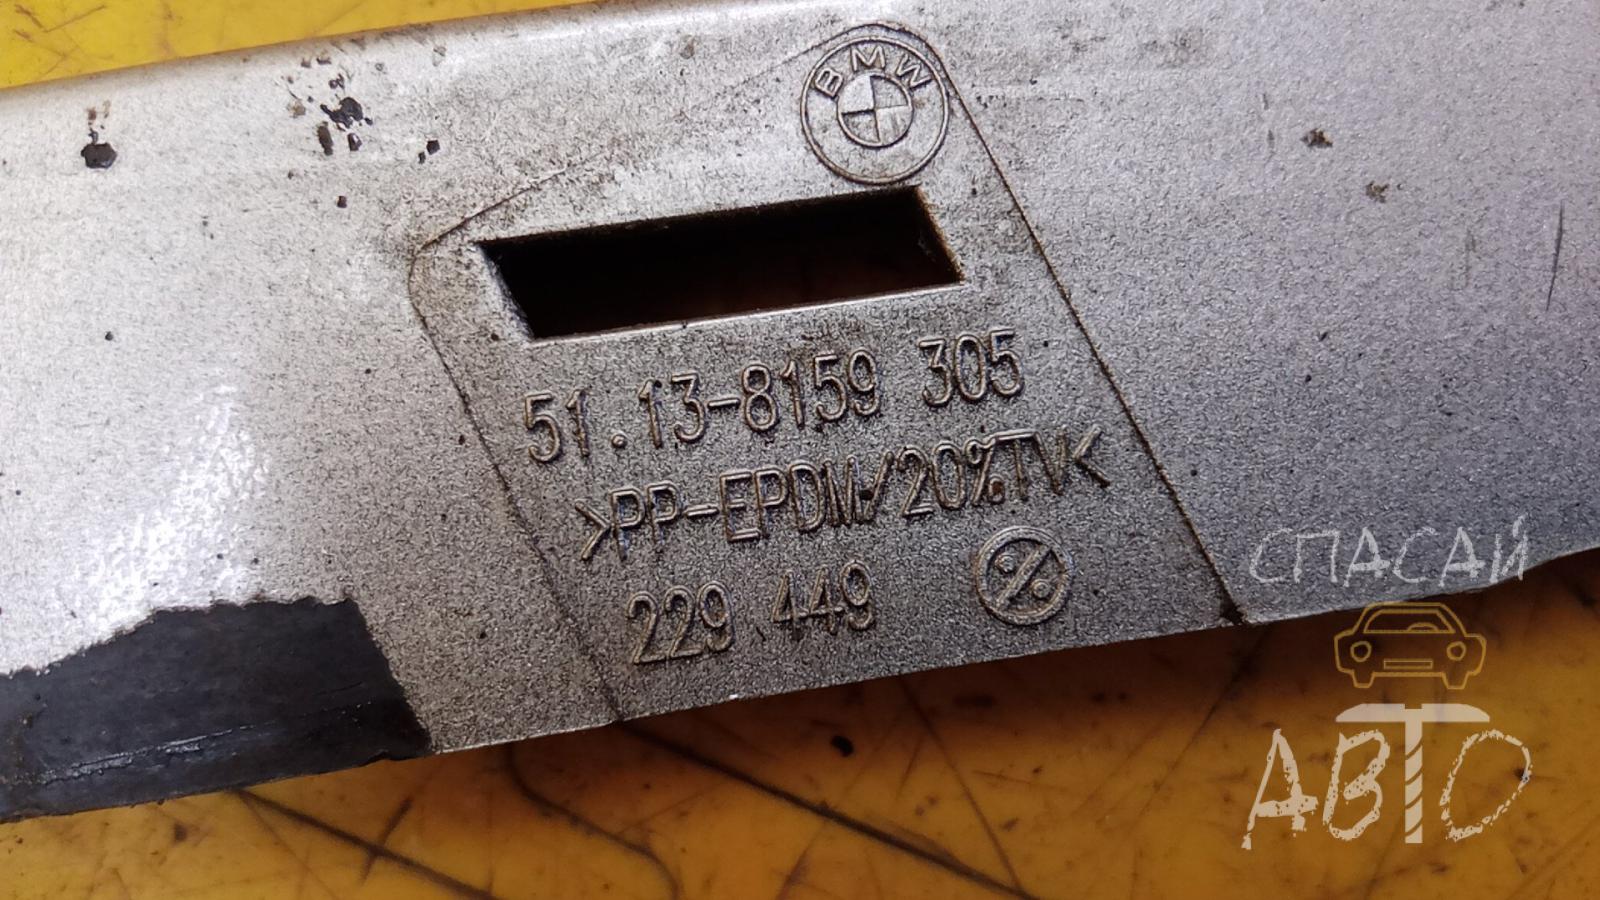 BMW
51.13-8159 305
>PP-EPDM/20%TV<
229 449
СПАСАЙ
АВТО